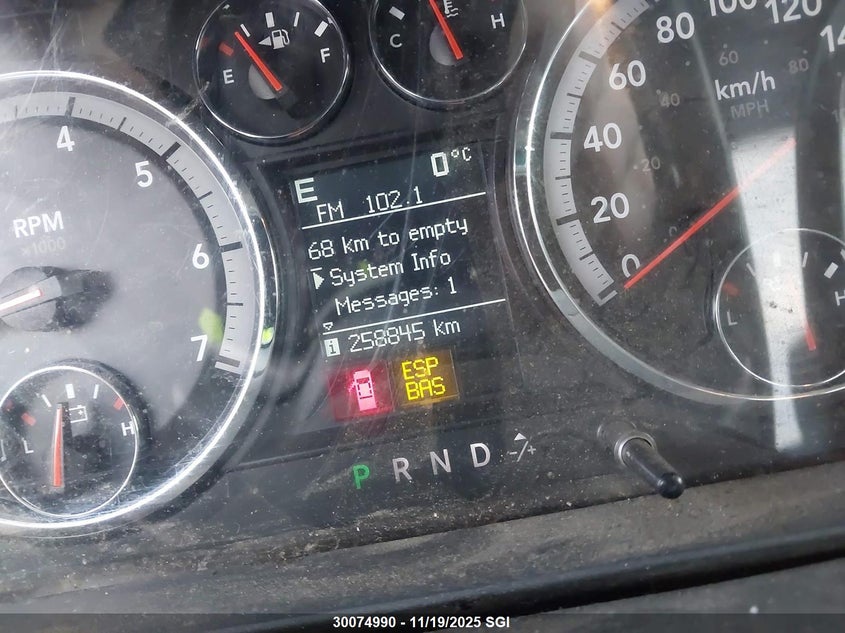 E F
C H
4
5
6
7
RPM
x1000
L H
E 0°C
FM 102.1
68 km to empty
System Info
Messages: 1
i 258845 km
ESP
BAS
P R N D -/+
0 20 40 60 80 100 120 14
20 40 60 80
km/h
MPH
L H
30074990 - 11/19/2025 SGI